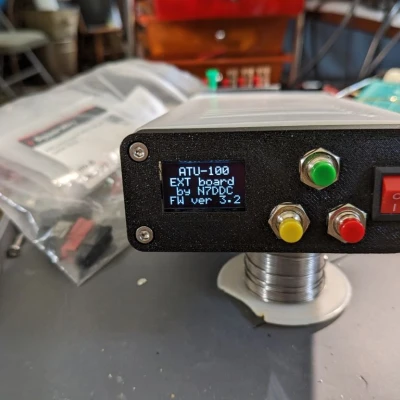 ATU-100
EXT board
by N7DDC
FW ver 3.2